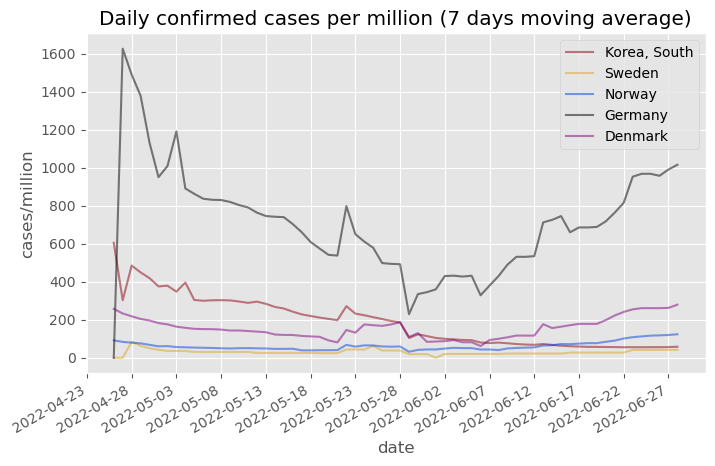 Daily confirmed cases per million (7 days moving average)
1600
1400
1200
1000
800
600
400
200
0
cases/million
Korea, South
Sweden
Norway
Germany
Denmark
2022-04-23
2022-04-28
2022-05-03
2022-05-08
2022-05-13
2022-05-18
2022-05-23
2022-05-28
2022-06-02
2022-06-07
2022-06-12
2022-06-17
2022-06-22
2022-06-27
date